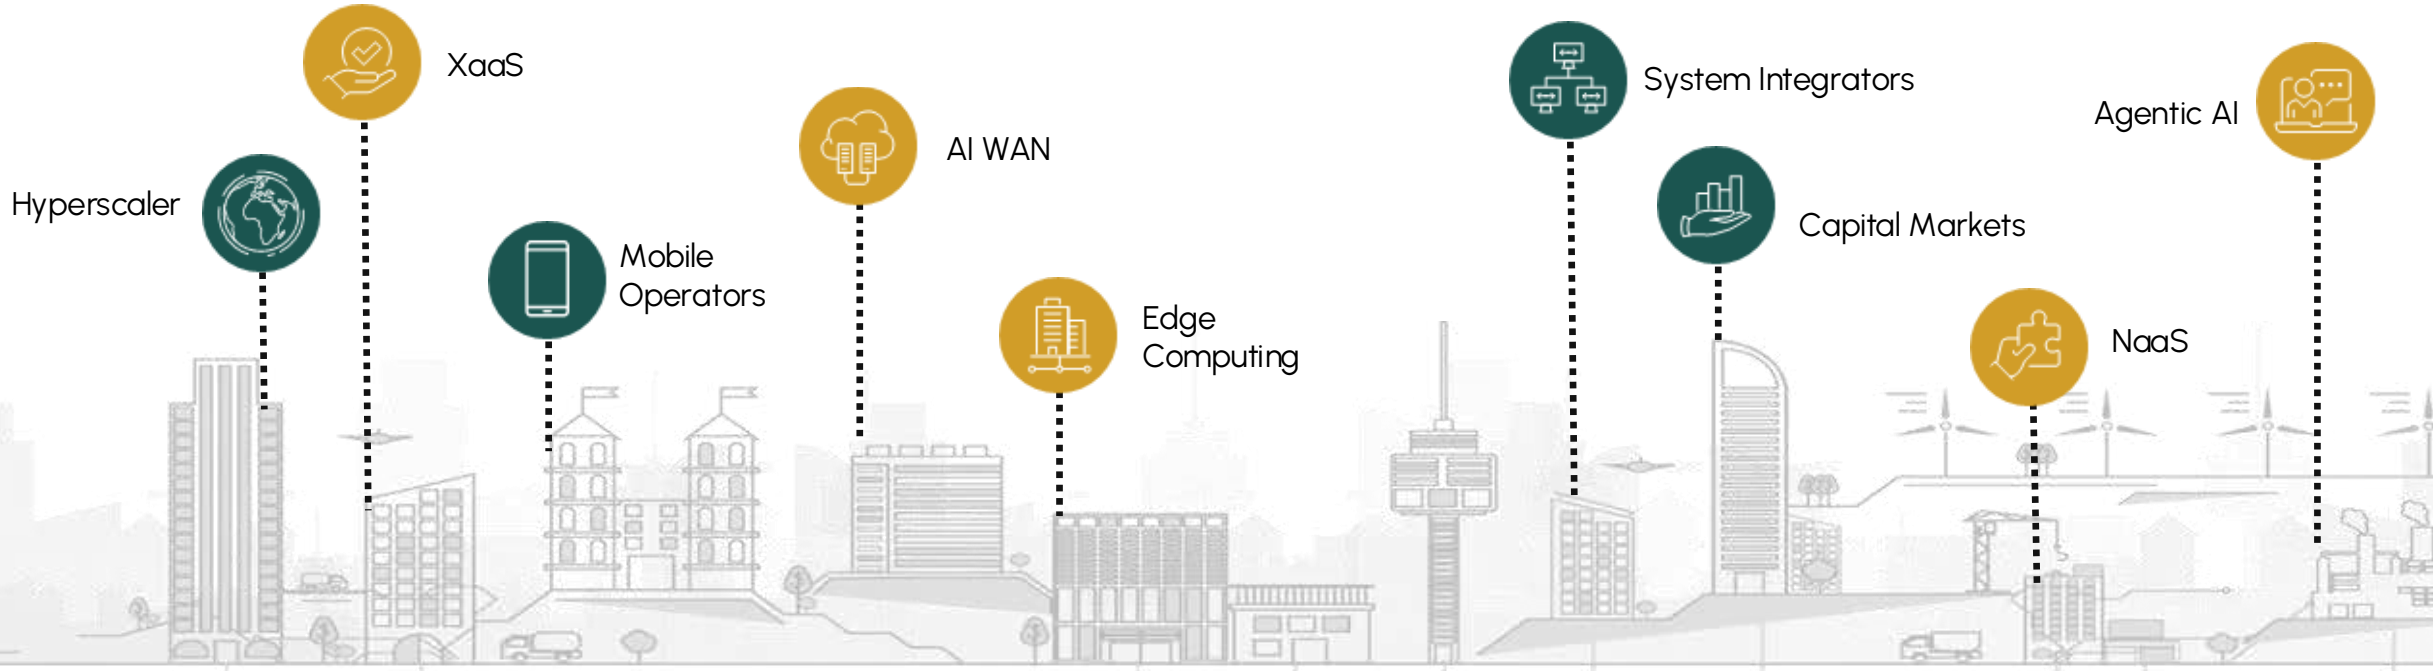 XaaS
Hyperscaler
Mobile
Operators
AI WAN
Edge
Computing
System Integrators
Capital Markets
NaaS
Agentic AI